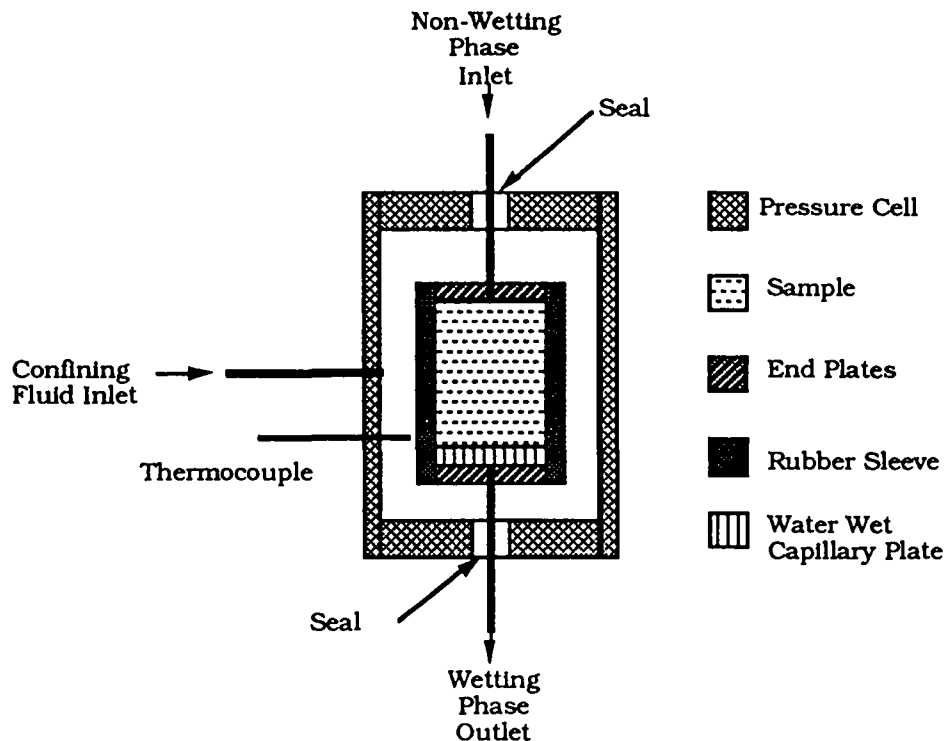 Non-Wetting
Phase
Inlet
Seal
Pressure Cell
Sample
Confining
Fluid Inlet
End Plates
Thermocouple
Rubber Sleeve
Water Wet
Capillary Plate
Seal
Wetting
Phase
Outlet